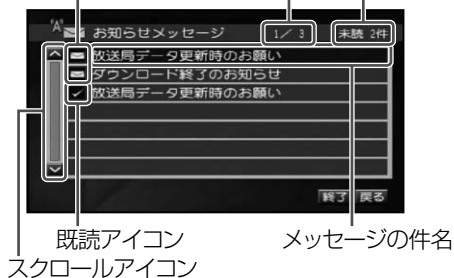 "A" お知らせメッセージ 1/ 3 未読 2件
放送局データ更新時のお願い
ダウンロード終了のお知らせ
放送局データ更新時のお願い
終了 戻る
既読アイコン メッセージの件名
スクロールアイコン